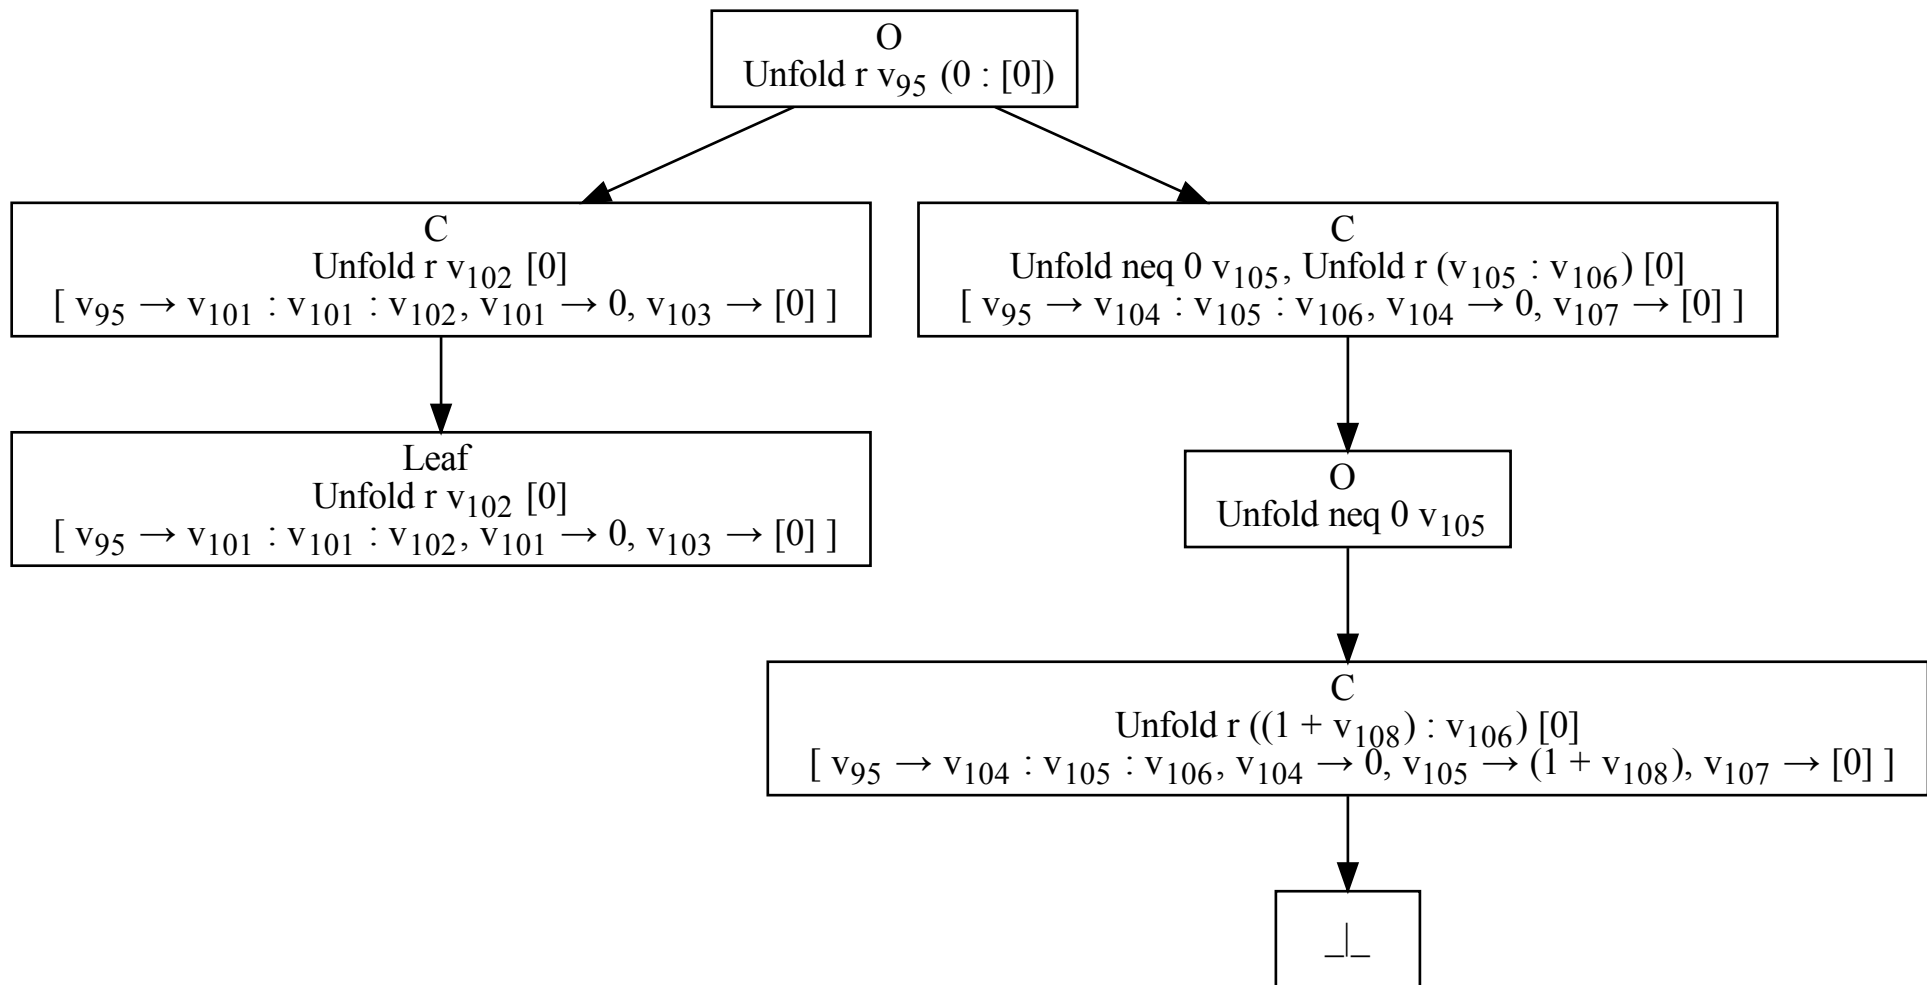 O
Unfold r v₉₅ (0 : [0])
C
Unfold r v₁₀₂ [0]
[ v₉₅ → v₁₀₁ : v₁₀₁ : v₁₀₂, v₁₀₁ → 0, v₁₀₃ → [0] ]
C
Unfold neq 0 v₁₀₅, Unfold r (v₁₀₅ : v₁₀₆) [0]
[ v₉₅ → v₁₀₄ : v₁₀₅ : v₁₀₆, v₁₀₄ → 0, v₁₀₇ → [0] ]
Leaf
Unfold r v₁₀₂ [0]
[ v₉₅ → v₁₀₁ : v₁₀₁ : v₁₀₂, v₁₀₁ → 0, v₁₀₃ → [0] ]
O
Unfold neq 0 v₁₀₅
C
Unfold r ((1 + v₁₀₈) : v₁₀₆) [0]
[ v₉₅ → v₁₀₄ : v₁₀₅ : v₁₀₆, v₁₀₄ → 0, v₁₀₅ → (1 + v₁₀₈), v₁₀₇ → [0] ]
_|_